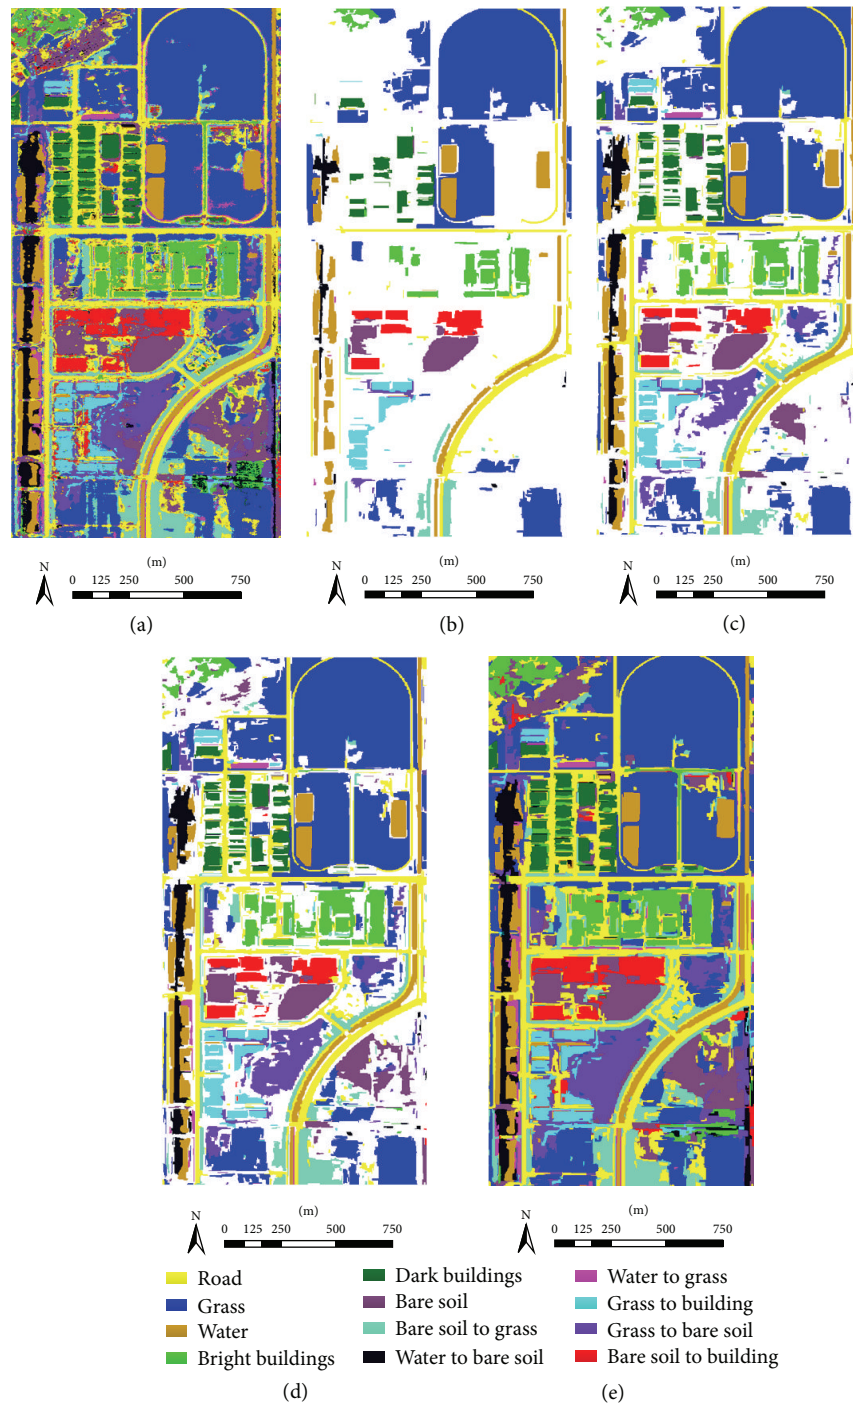 (m)
N
0 125 250 500 750
(a)
(m)
N
0 125 250 500 750
(b)
(m)
N
0 125 250 500 750
(c)
(m)
N
0 125 250 500 750
(m)
N
0 125 250 500 750
Road
Grass
Water
Bright buildings
Dark buildings
Bare soil
Bare soil to grass
Water to bare soil
Water to grass
Grass to building
Grass to bare soil
Bare soil to building
(d)
(e)